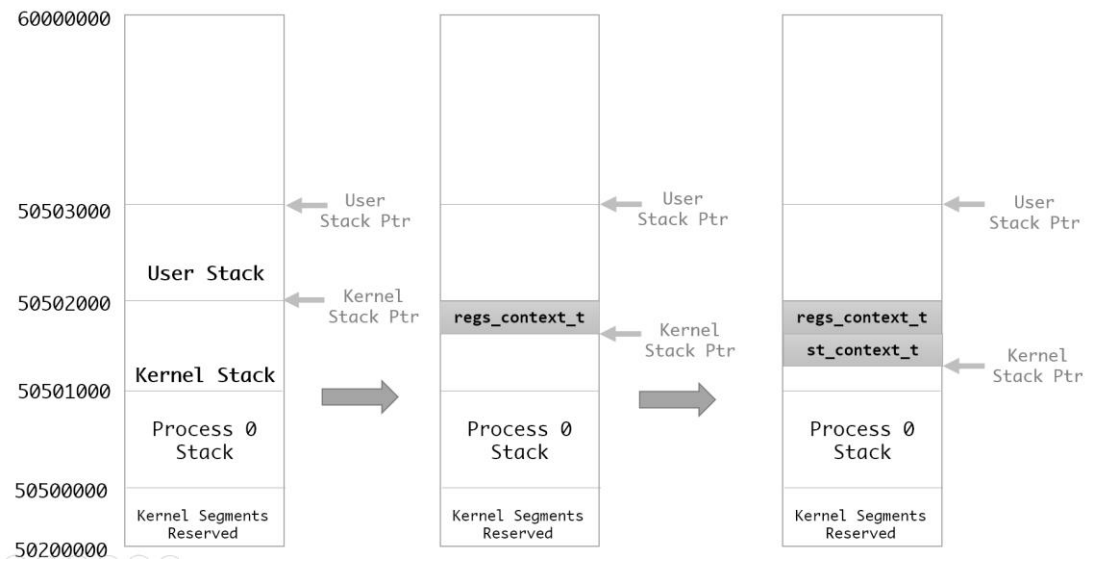 60000000
50503000
50502000
50501000
50500000
50200000
User
Stack Ptr
User Stack
Kernel
Stack Ptr
Kernel Stack
Process 0
Stack
Kernel Segments
Reserved
User
Stack Ptr
regs_context_t
Kernel
Stack Ptr
Process 0
Stack
Kernel Segments
Reserved
User
Stack Ptr
regs_context_t
st_context_t
Kernel
Stack Ptr
Process 0
Stack
Kernel Segments
Reserved